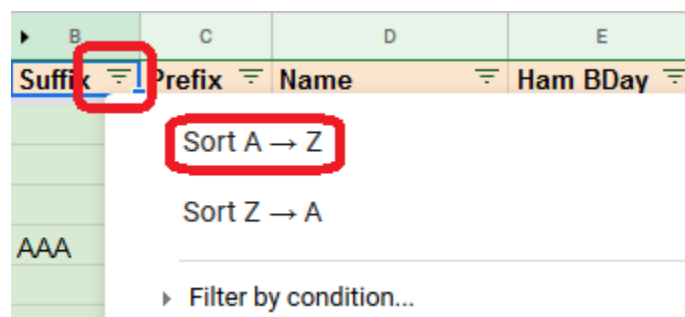 B C D E
Suffix Prefix Name Ham BDay
Sort A → Z
Sort Z → A
AAA
Filter by condition...